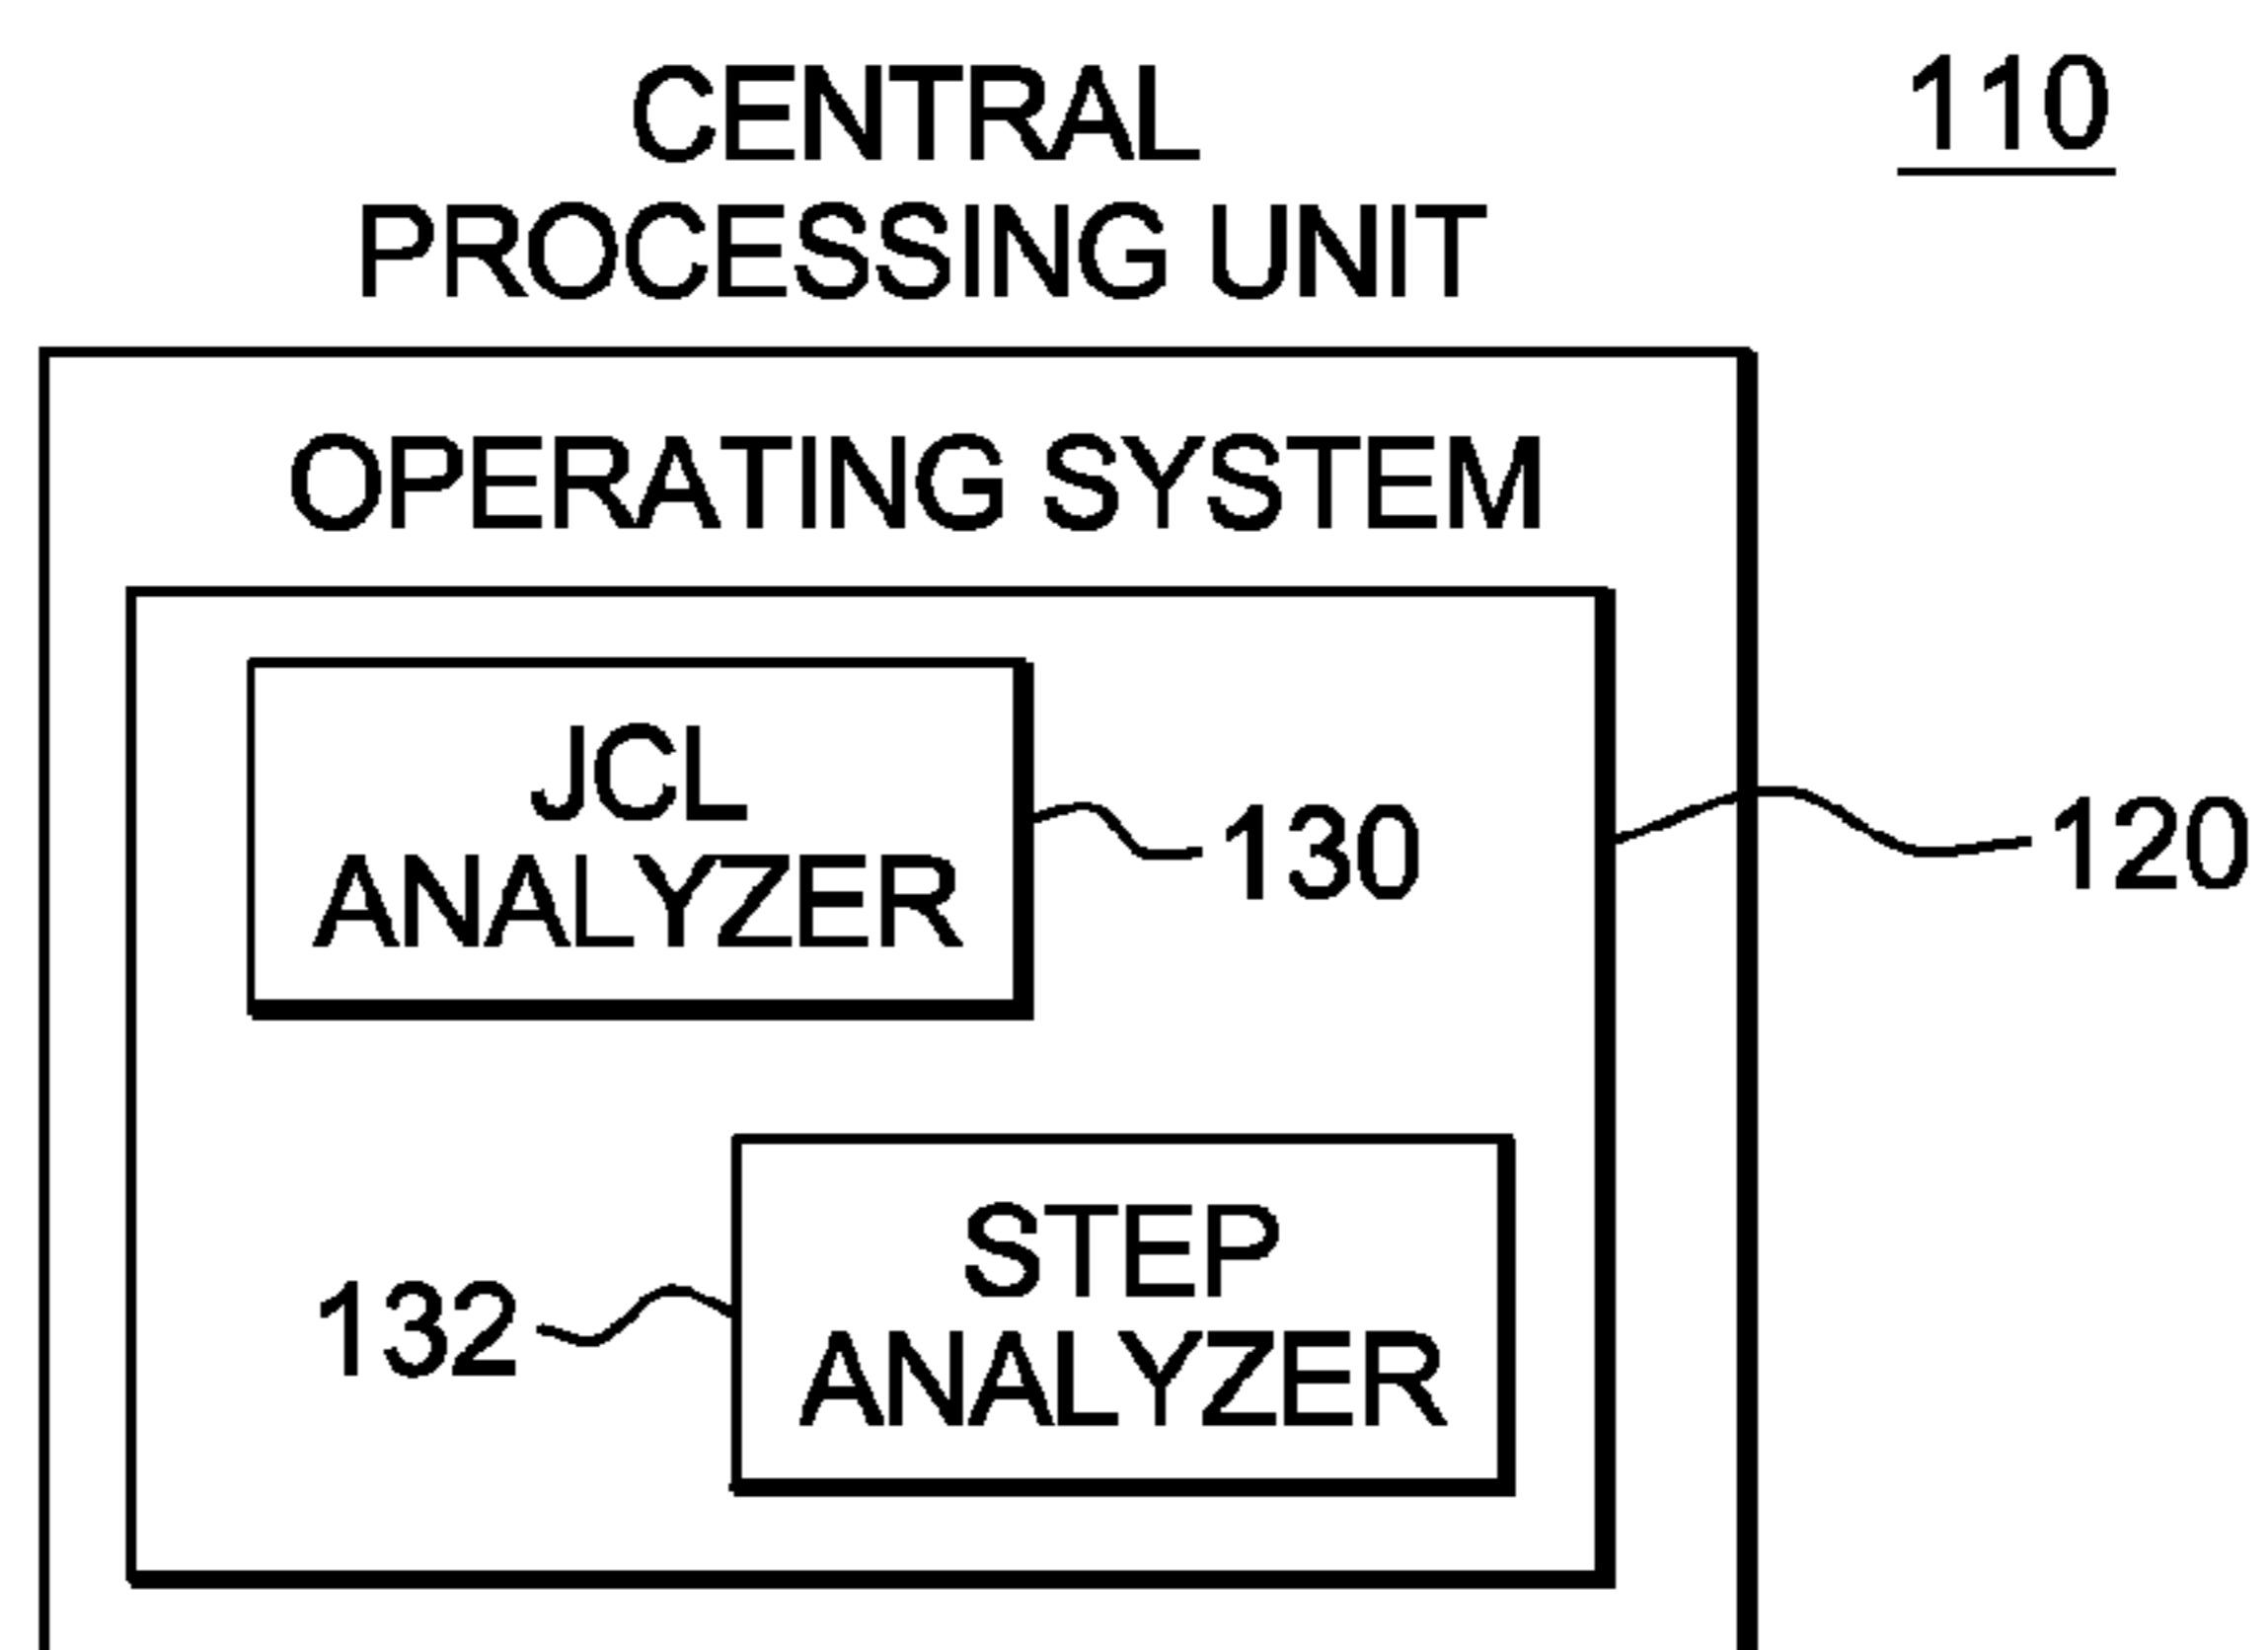 CENTRAL
PROCESSING UNIT
110
OPERATING SYSTEM
JCL
ANALYZER
130
120
STEP
ANALYZER
132